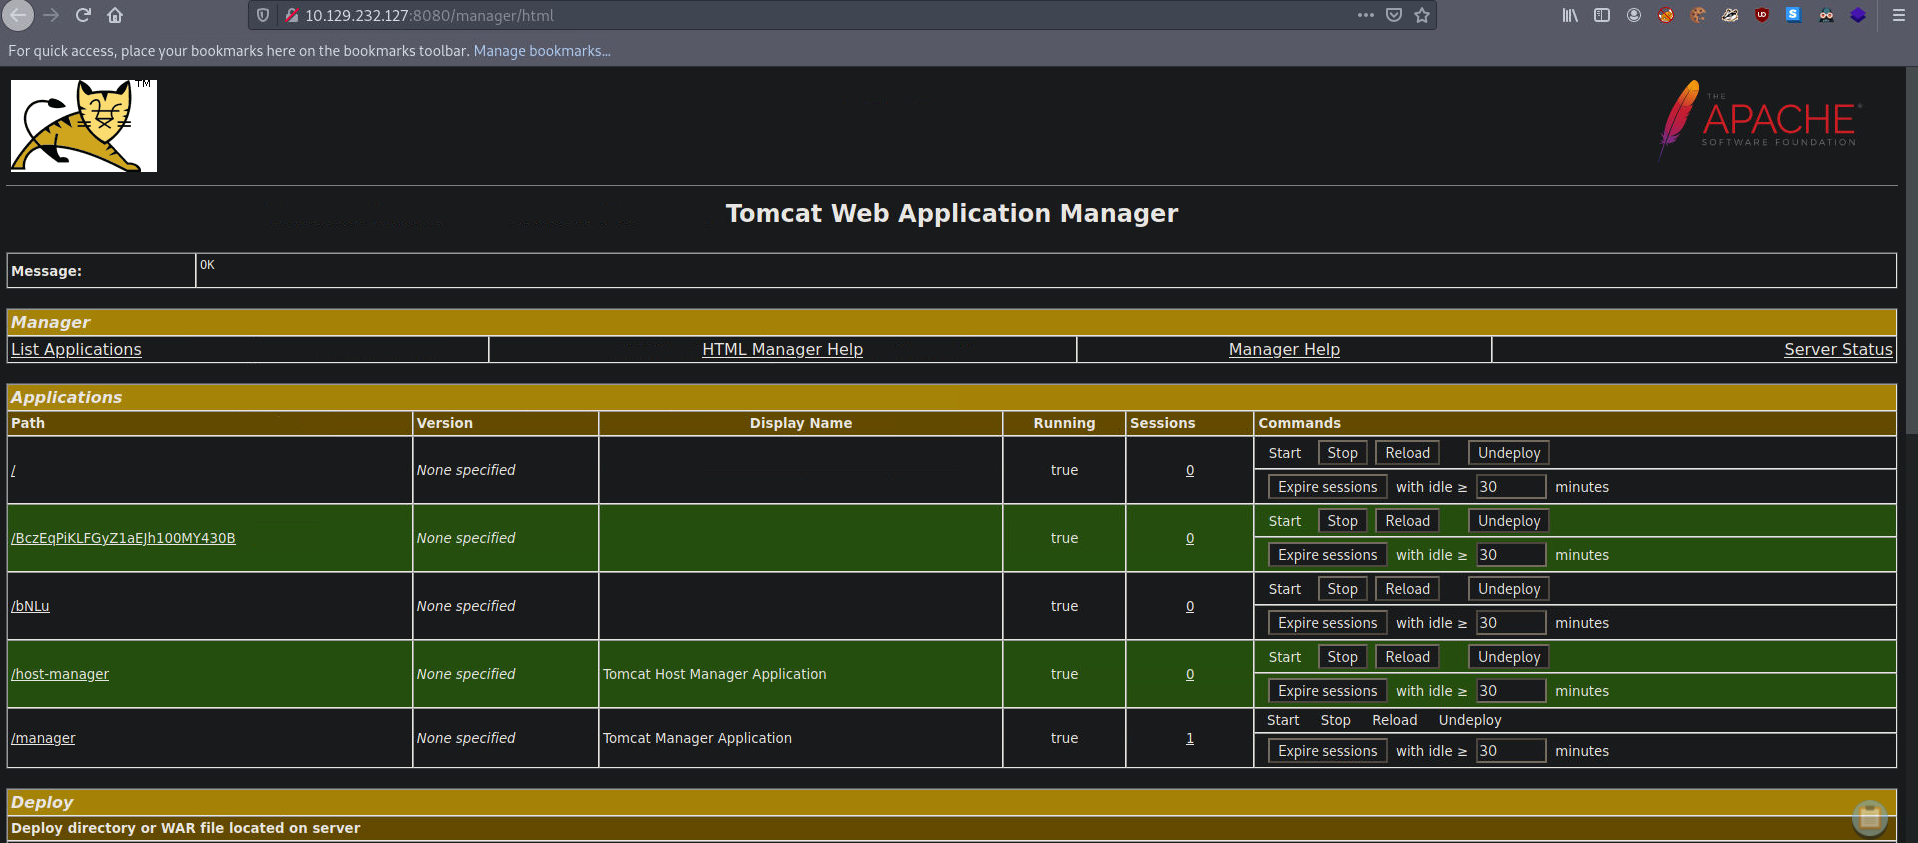 10.129.232.127:8080/manager/html
For quick access, place your bookmarks here on the bookmarks toolbar. Manage bookmarks...
TM
THE
APACHE®
SOFTWARE FOUNDATION
Tomcat Web Application Manager
Message: OK
Manager
List Applications HTML Manager Help Manager Help Server Status
Applications
Path Version Display Name Running Sessions Commands
/ None specified true 0 Start Stop Reload Undeploy
Expire sessions with idle ≥ 30 minutes
/BczEqPiKLFGyZ1aEJh100MY430B None specified true 0 Start Stop Reload Undeploy
Expire sessions with idle ≥ 30 minutes
/bNLu None specified true 0 Start Stop Reload Undeploy
Expire sessions with idle ≥ 30 minutes
/host-manager None specified Tomcat Host Manager Application true 0 Start Stop Reload Undeploy
Expire sessions with idle ≥ 30 minutes
/manager None specified Tomcat Manager Application true 1 Start Stop Reload Undeploy
Expire sessions with idle ≥ 30 minutes
Deploy
Deploy directory or WAR file located on server